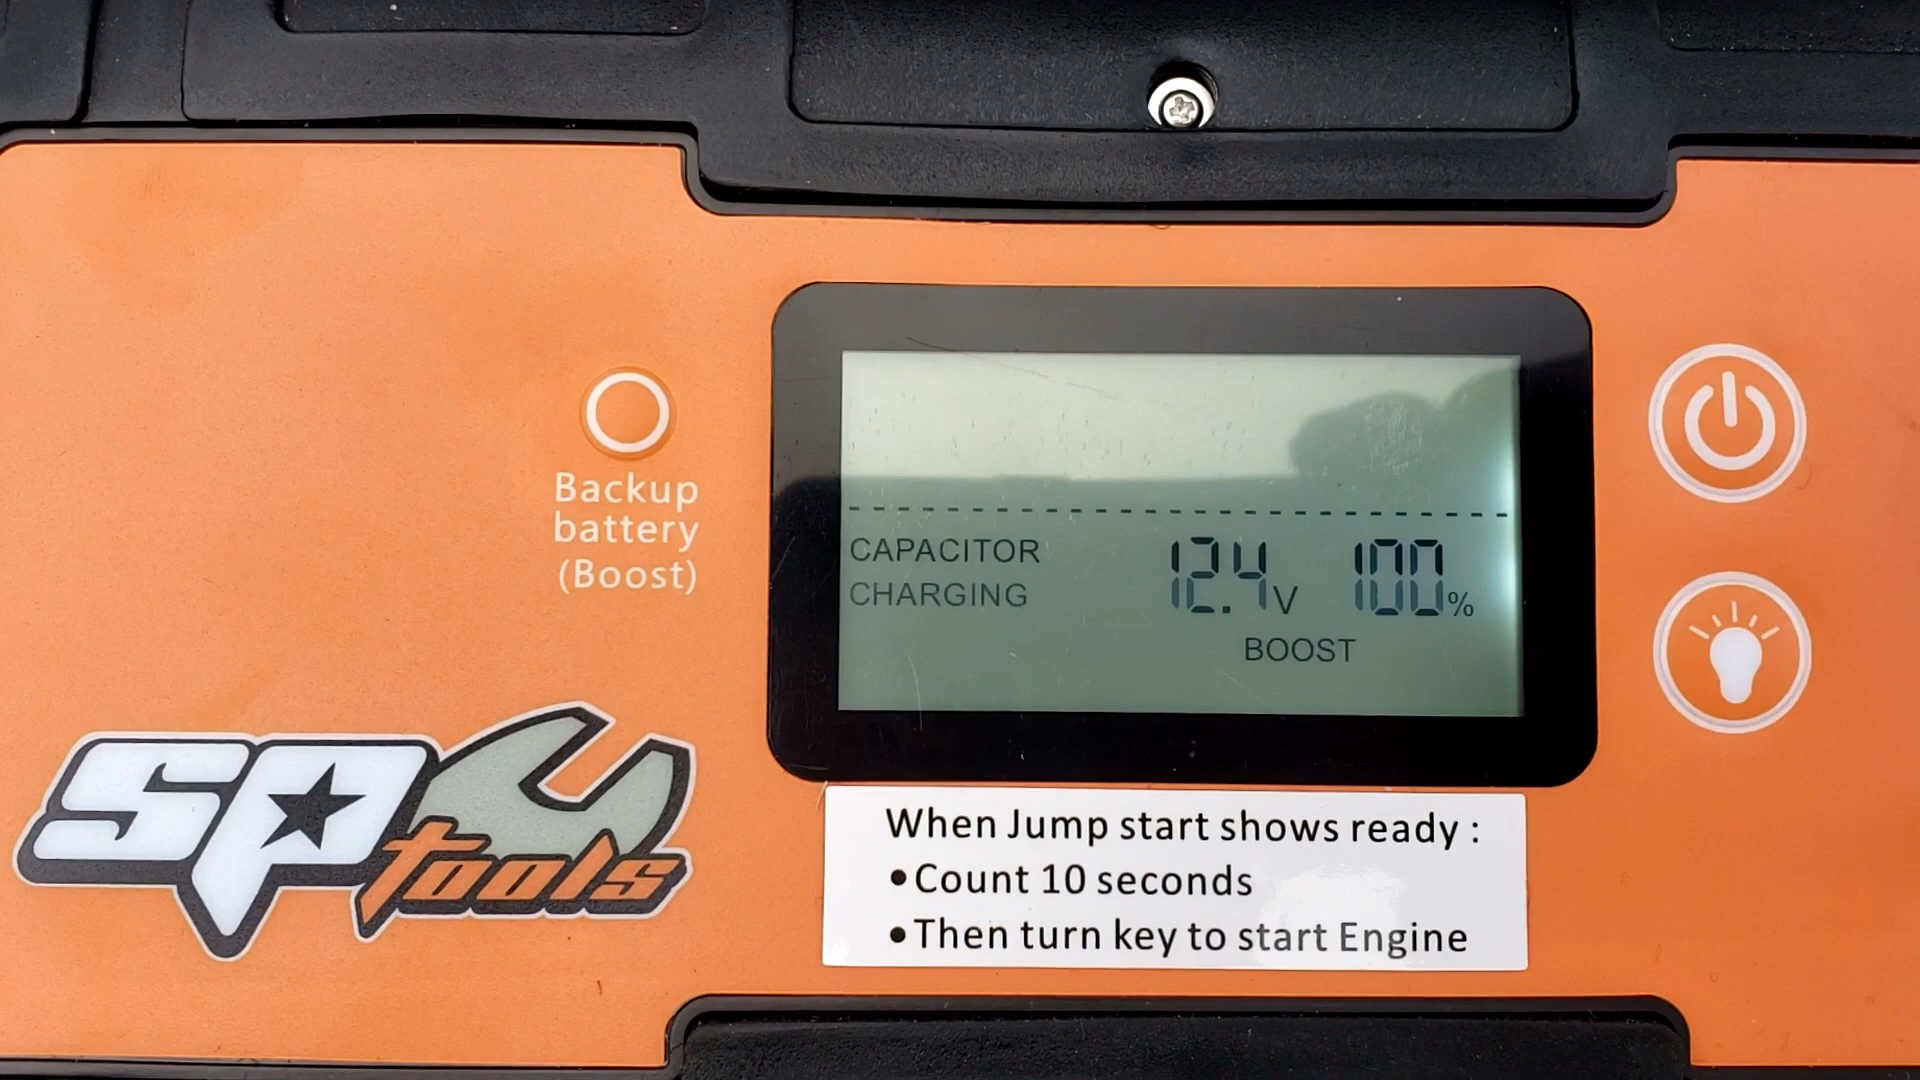 Backup
battery
(Boost)
CAPACITOR
CHARGING
12.4V 100%
BOOST
SP
tools
When Jump start shows ready :
•Count 10 seconds
•Then turn key to start Engine